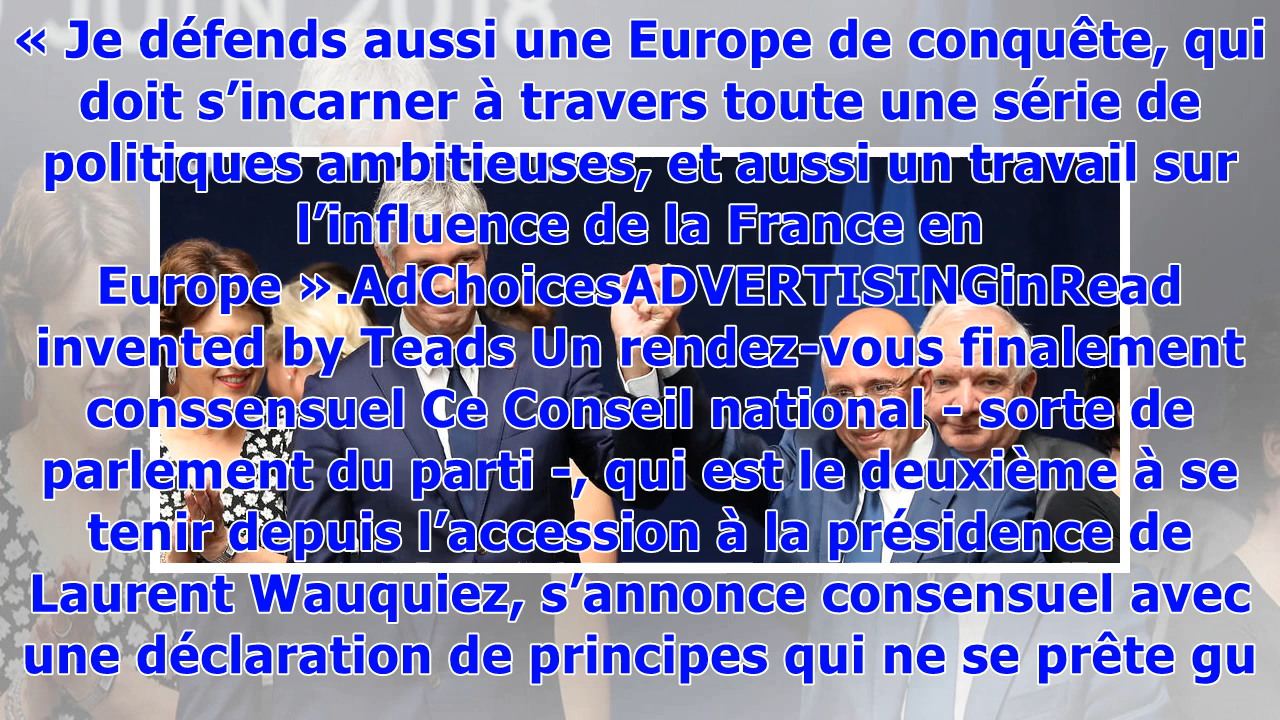 « Je défends aussi une Europe de conquête, qui
doit s’incarner à travers toute une série de
politiques ambitieuses, et aussi un travail sur
l’influence de la France en
Europe ».AdChoicesADVERTISINGinRead
invented by Teads Un rendez-vous finalement
conssensuel Ce Conseil national - sorte de
parlement du parti -, qui est le deuxième à se
tenir depuis l’accession à la présidence de
Laurent Wauquiez, s’annonce consensuel avec
une déclaration de principes qui ne se prête gu